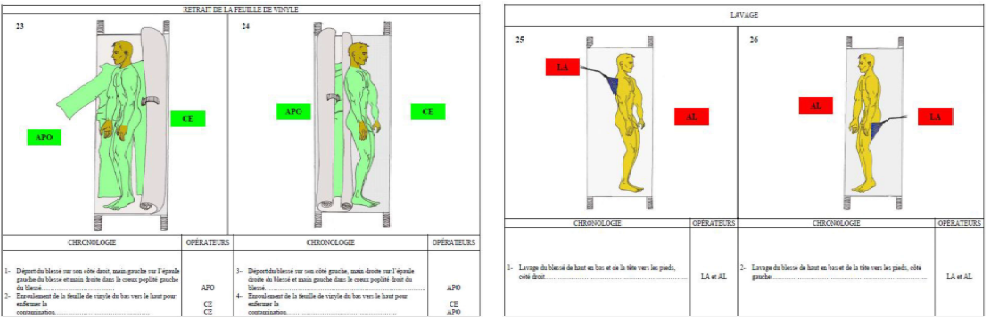 RETRAIT DE LA FEUILLE DE VINYLE
23
24
APO
CE
APO
CE
CHRONOLOGIE
OPÉRATEURS
CHRONOLOGIE
OPÉRATEURS
1- Départ du blessé sur son côté droit, main gauche sur l'épaule
gauche du blessé et main droite dans le creux poplité gauche
du blessé
APO
2- Enroulement de la feuille de vinyle du bas vers le haut pour
enfermer la
CE
contamination
CE
3- Départ du blessé sur son côté gauche, main droite sur l'épaule
droite du blessé et main gauche dans le creux poplité droit du
blessé
APO
4- Enroulement de la feuille de vinyle du bas vers le haut pour
enfermer la
CE
contamination
APO
LAVAGE
25
26
LA
AL
AL
LA
CHRONOLOGIE
OPÉRATEURS
CHRONOLOGIE
OPÉRATEURS
1- Lavage du blessé de haut en bas et de la tête vers les pieds,
côté droit
LA et AL
2- Lavage du blessé de haut en bas et de la tête vers les pieds, côté
gauche
LA et AL